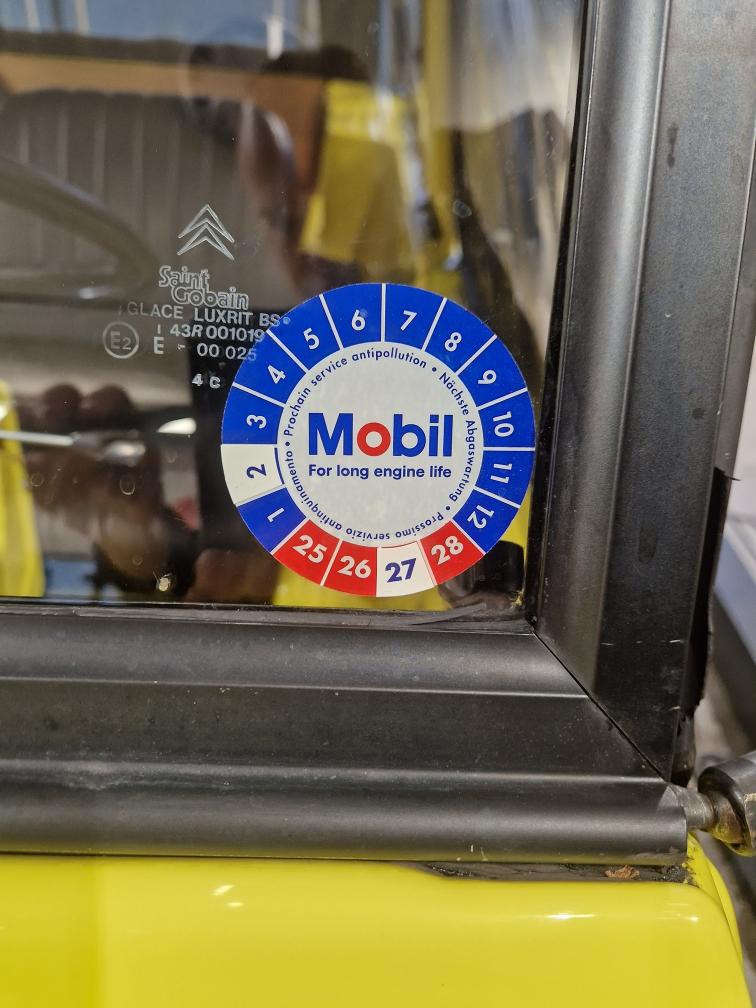 Saint
Gobain
GLACE LUXRIT BS
I 43R 001019
E2
E 00 025
4 C
1
2
3
4
5
6
7
8
9
10
11
12
25
26
27
28
• Prochain service antipollution • Nächste Abgaswartung • Prossimo servizio antinquinamento
Mobil
For long engine life